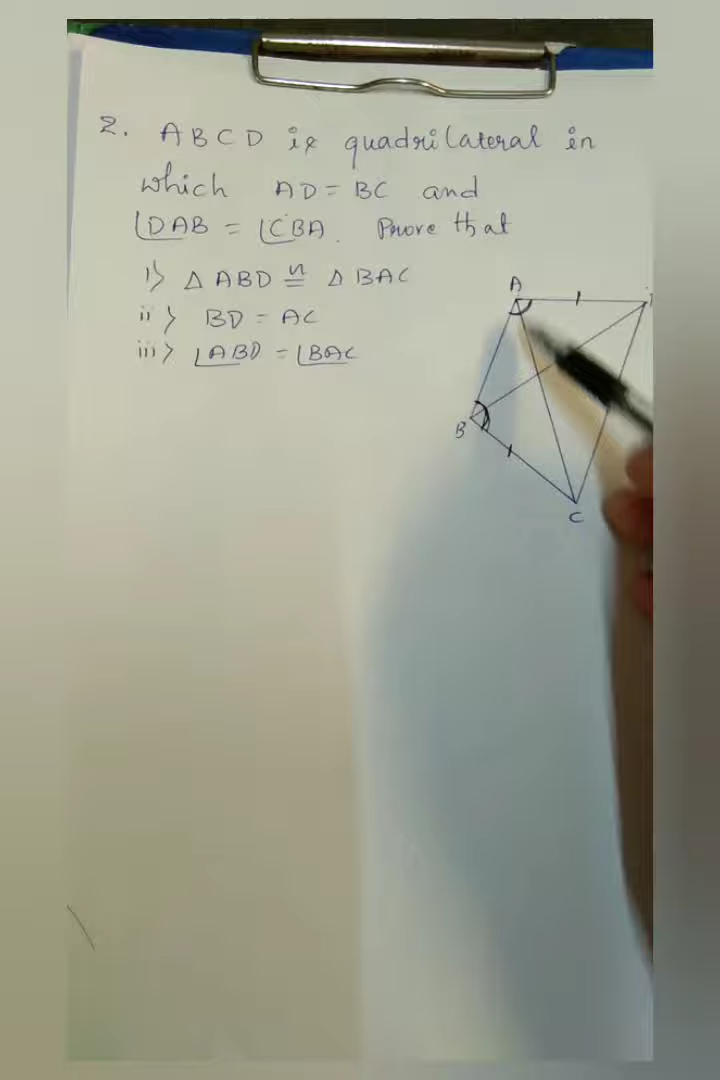 2. ABCD is quadrilateral in
which AD = BC and
∠DAB = ∠CBA. Prove that
i> △ ABD ≅ △ BAC
ii> BD = AC
iii> ∠ABD = ∠BAC
A
B
C